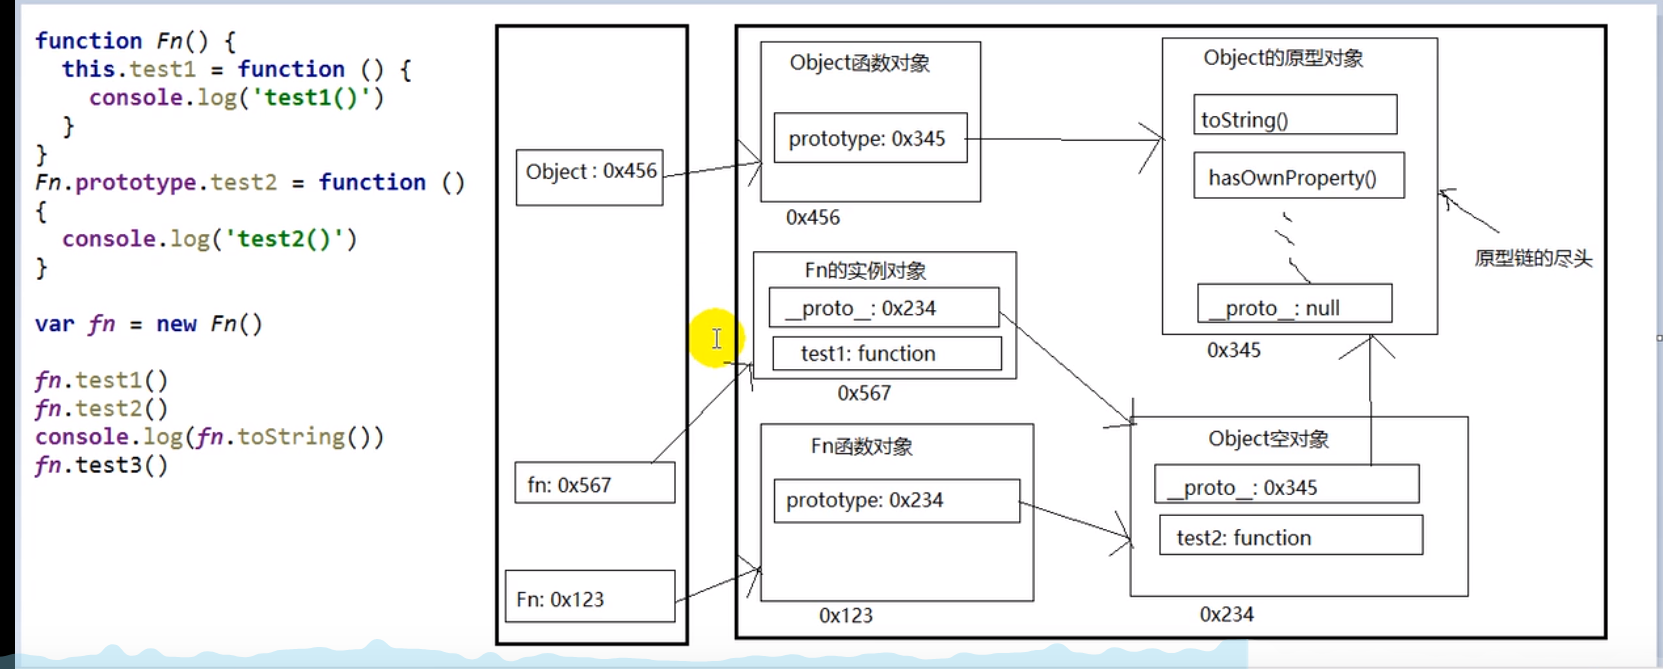 function Fn() {
this.test1 = function () {
console.log('test1()')
}
}
Fn.prototype.test2 = function ()
{
console.log('test2()')
}
var fn = new Fn()
fn.test1()
fn.test2()
console.log(fn.toString())
fn.test3()
Object : 0x456
fn: 0x567
Fn: 0x123
Object函数对象
prototype: 0x345
0x456
Fn的实例对象
__proto__: 0x234
test1: function
0x567
Fn函数对象
prototype: 0x234
0x123
Object的原型对象
toString()
hasOwnProperty()
__proto__: null
0x345
原型链的尽头
Object空对象
__proto__: 0x345
test2: function
0x234